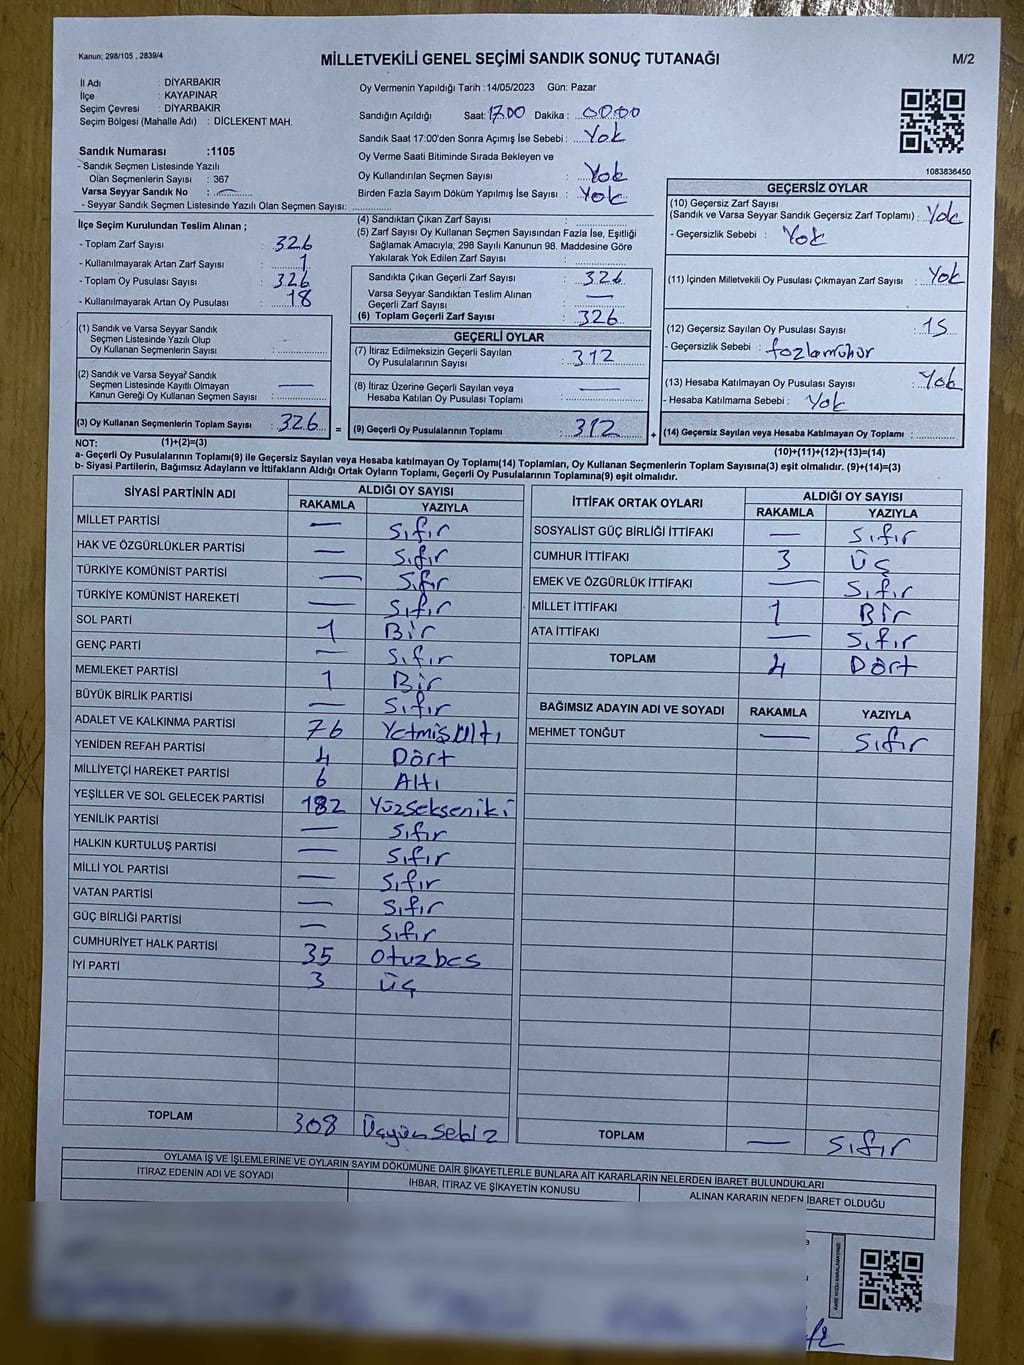 Kanun; 298/105 , 2839/4
MİLLETVEKİLİ GENEL SEÇİMİ SANDIK SONUÇ TUTANAĞI
M/2
İl Adı : DİYARBAKIR
İlçe : KAYAPINAR
Seçim Çevresi : DİYARBAKIR
Seçim Bölgesi (Mahalle Adı) : DİCLEKENT MAH.
Sandık Numarası :1105
- Sandık Seçmen Listesinde Yazılı
Olan Seçmenlerin Sayısı : 367
Varsa Seyyar Sandık No : —
- Seyyar Sandık Seçmen Listesinde Yazılı Olan Seçmen Sayısı:
Oy Vermenin Yapıldığı Tarih :14/05/2023 Gün: Pazar
Sandığın Açıldığı Saat: 17.00 Dakika : 00.00
Sandık Saat 17:00'den Sonra Açımış İse Sebebi : Yok
Oy Verme Saati Bitiminde Sırada Bekleyen ve
Oy Kullandırılan Seçmen Sayısı : Yok
Birden Fazla Sayım Döküm Yapılmış İse Sayısı : Yok
1083836450
İlçe Seçim Kurulundan Teslim Alınan ;
- Toplam Zarf Sayısı : 326
- Kullanılmayarak Artan Zarf Sayısı : 1
- Toplam Oy Pusulası Sayısı : 326
- Kullanılmayarak Artan Oy Pusulası : 18
(1) Sandık ve Varsa Seyyar Sandık
Seçmen Listesinde Yazılı Olup
Oy Kullanan Seçmenlerin Sayısı :
(2) Sandık ve Varsa Seyyar Sandık
Seçmen Listesinde Kayıtlı Olmayan
Kanun Gereği Oy Kullanan Seçmen Sayısı : —
(3) Oy Kullanan Seçmenlerin Toplam Sayısı : 326 =
(1)+(2)=(3)
(4) Sandıktan Çıkan Zarf Sayısı :
(5) Zarf Sayısı Oy Kullanan Seçmen Sayısından Fazla İse, Eşitliği
Sağlamak Amacıyla; 298 Sayılı Kanunun 98. Maddesine Göre
Yakılarak Yok Edilen Zarf Sayısı :
Sandıkta Çıkan Geçerli Zarf Sayısı : 326
Varsa Seyyar Sandıktan Teslim Alınan
Geçerli Zarf Sayısı : —
(6) Toplam Geçerli Zarf Sayısı : 326
GEÇERLİ OYLAR
(7) İtiraz Edilmeksizin Geçerli Sayılan
Oy Pusulalarının Sayısı : 312
(8) İtiraz Üzerine Geçerli Sayılan veya
Hesaba Katılan Oy Pusulası Toplamı : —
(9) Geçerli Oy Pusulalarının Toplamı : 312 +
GEÇERSİZ OYLAR
(10) Geçersiz Zarf Sayısı
(Sandık ve Varsa Seyyar Sandık Geçersiz Zarf Toplamı) : Yok
- Geçersizlik Sebebi : Yok
(11) İçinden Milletvekili Oy Pusulası Çıkmayan Zarf Sayısı : Yok
(12) Geçersiz Sayılan Oy Pusulası Sayısı : 15
- Geçersizlik Sebebi : fazlamühür
(13) Hesaba Katılmayan Oy Pusulası Sayısı : Yok
- Hesaba Katılmama Sebebi : Yok
(14) Geçersiz Sayılan veya Hesaba Katılmayan Oy Toplamı :
(10)+(11)+(12)+(13)=(14)
NOT:
a- Geçerli Oy Pusulalarının Toplamı(9) ile Geçersiz Sayılan veya Hesaba katılmayan Oy Toplamı(14) Toplamları, Oy Kullanan Seçmenlerin Toplam Sayısına(3) eşit olmalıdır. (9)+(14)=(3)
b- Siyasi Partilerin, Bağımsız Adayların ve İttifakların Aldığı Ortak Oyların Toplamı, Geçerli Oy Pusulalarının Toplamına(9) eşit olmalıdır.
SİYASİ PARTİNİN ADI ALDIĞI OY SAYISI
RAKAMLA YAZIYLA
MİLLET PARTİSİ — Sıfır
HAK VE ÖZGÜRLÜKLER PARTİSİ — Sıfır
TÜRKİYE KOMÜNİST PARTİSİ — Sıfır
TÜRKİYE KOMÜNİST HAREKETİ — Sıfır
SOL PARTİ 1 Bir
GENÇ PARTİ — Sıfır
MEMLEKET PARTİSİ 1 Bir
BÜYÜK BİRLİK PARTİSİ — Sıfır
ADALET VE KALKINMA PARTİSİ 76 Yetmişaltı
YENİDEN REFAH PARTİSİ 4 Dört
MİLLİYETÇİ HAREKET PARTİSİ 6 Altı
YEŞİLLER VE SOL GELECEK PARTİSİ 182 Yüzsekseniki
YENİLİK PARTİSİ — Sıfır
HALKIN KURTULUŞ PARTİSİ — Sıfır
MİLLİ YOL PARTİSİ — Sıfır
VATAN PARTİSİ — Sıfır
GÜÇ BİRLİĞİ PARTİSİ — Sıfır
CUMHURİYET HALK PARTİSİ 35 Otuzbes
İYİ PARTİ 3 Üç
TOPLAM 308 Üçyüzsekiz
İTTİFAK ORTAK OYLARI ALDIĞI OY SAYISI
RAKAMLA YAZIYLA
SOSYALİST GÜÇ BİRLİĞİ İTTİFAKI — Sıfır
CUMHUR İTTİFAKI 3 Üç
EMEK VE ÖZGÜRLÜK İTTİFAKI — Sıfır
MİLLET İTTİFAKI 1 Bir
ATA İTTİFAKI — Sıfır
TOPLAM 4 Dört
BAĞIMSIZ ADAYIN ADI VE SOYADI RAKAMLA YAZIYLA
MEHMET TONĞUT — Sıfır
TOPLAM — Sıfır
OYLAMA İŞ VE İŞLEMLERİNE VE OYLARIN SAYIM DÖKÜMÜNE DAİR ŞİKAYETLERLE BUNLARA AİT KARARLARIN NELERDEN İBARET BULUNDUKLARI
İTİRAZ EDENİN ADI VE SOYADI
İHBAR, İTİRAZ VE ŞİKAYETİN KONUSU
ALINAN KARARIN NEDEN İBARET OLDUĞU